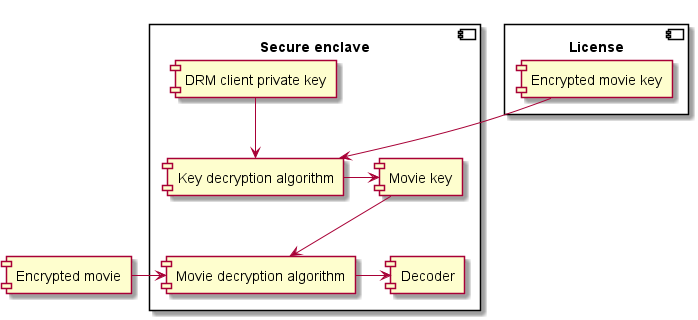 Secure enclave
License
DRM client private key
Encrypted movie key
Key decryption algorithm
Movie key
Encrypted movie
Movie decryption algorithm
Decoder